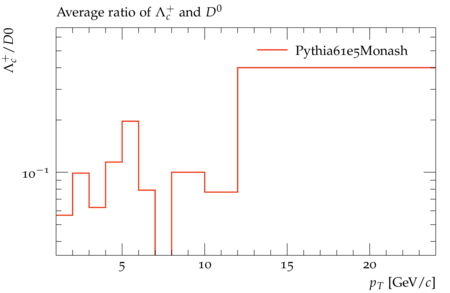 Average ratio of Λc+ and D0
Λc+/D0
Pythia61e5Monash
10−1
5 10 15 20
pT [GeV/c]